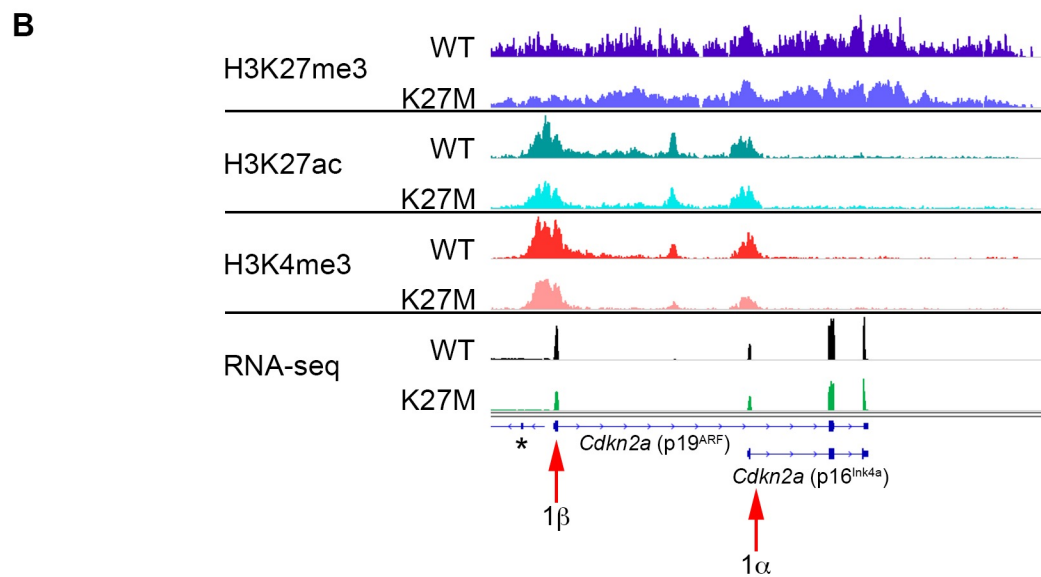 B
WT
H3K27me3
K27M
WT
H3K27ac
K27M
WT
H3K4me3
K27M
WT
RNA-seq
K27M
*
Cdkn2a (p19ARF)
Cdkn2a (p16Ink4a)
1β
1α